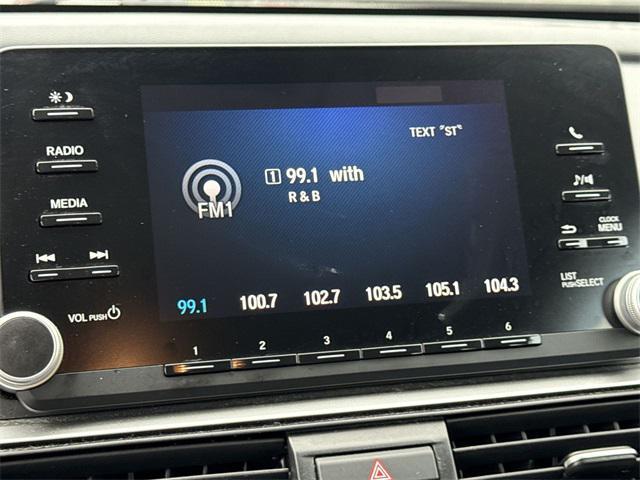 TEXT "ST"
RADIO
1 99.1 with
R & B
FM1
MEDIA
CLOCK
MENU
LIST
PUSH SELECT
99.1 100.7 102.7 103.5 105.1 104.3
VOL PUSH
1 2 3 4 5 6